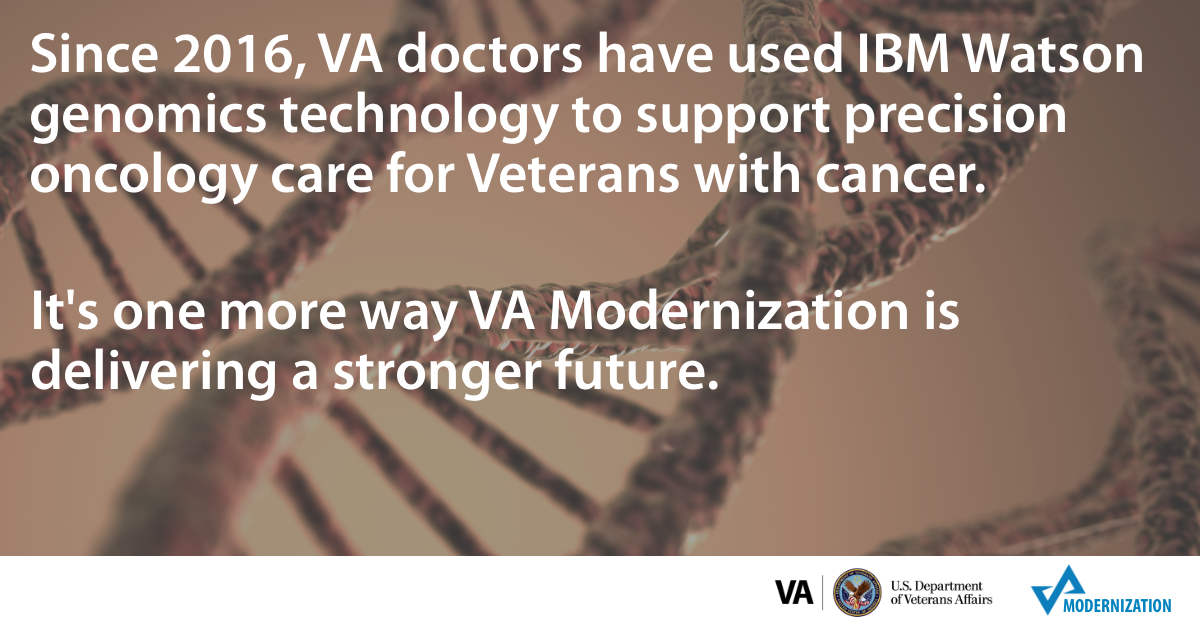 Since 2016, VA doctors have used IBM Watson
genomics technology to support precision
oncology care for Veterans with cancer.
It's one more way VA Modernization is
delivering a stronger future.
VA
U.S. Department
of Veterans Affairs
MODERNIZATION